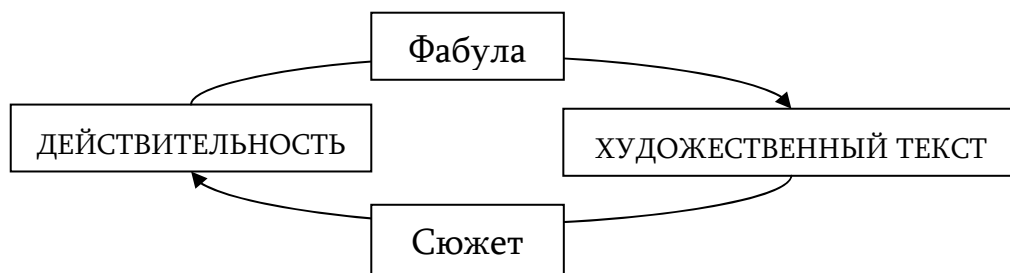 Фабула
ДЕЙСТВИТЕЛЬНОСТЬ
ХУДОЖЕСТВЕННЫЙ ТЕКСТ
Сюжет